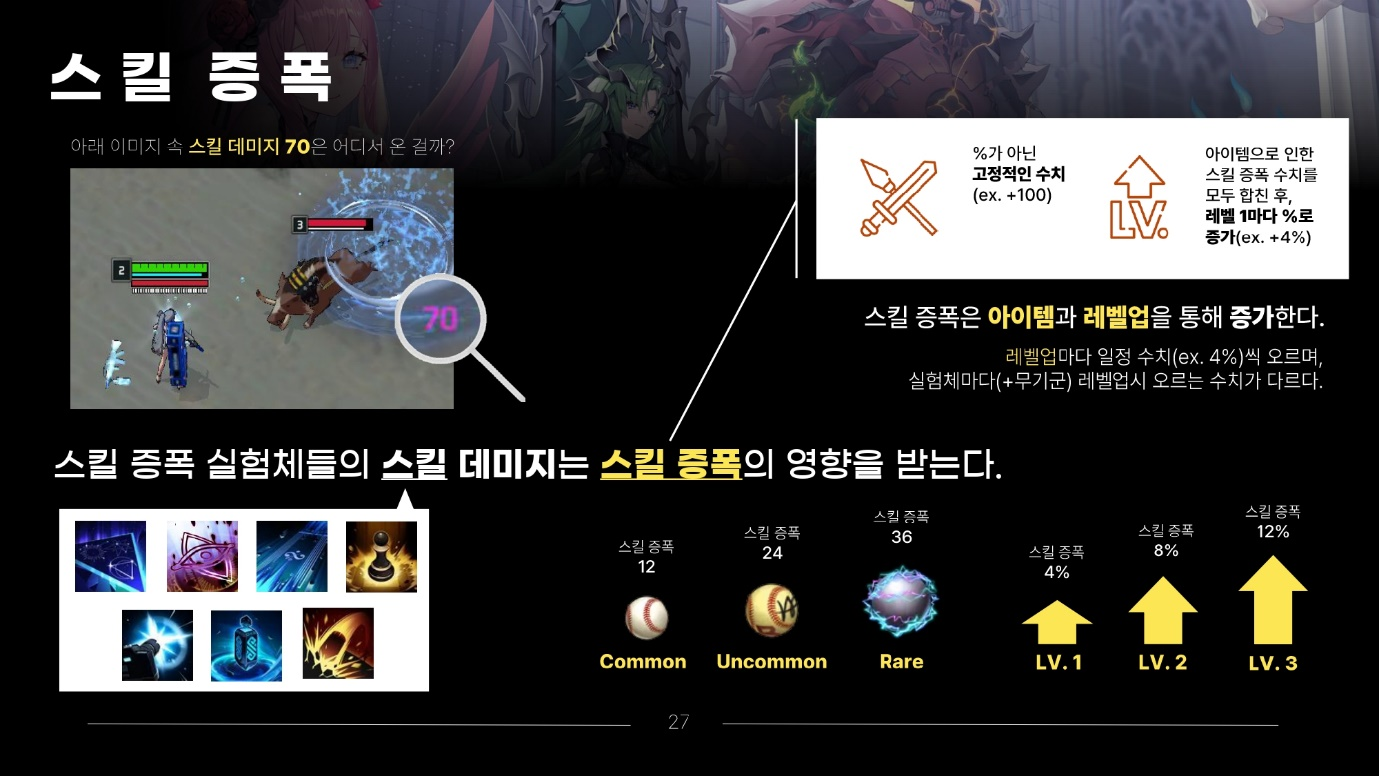 스킬 증폭
아래 이미지 속 스킬 데미지 70은 어디서 온 걸까?
3
2
70
%가 아닌
고정적인 수치
(ex. +100)
LV.
아이템으로 인한
스킬 증폭 수치를
모두 합친 후,
레벨 1마다 %로
증가(ex. +4%)
스킬 증폭은 아이템과 레벨업을 통해 증가한다.
레벨업마다 일정 수치(ex. 4%)씩 오르며,
실험체마다(+무기군) 레벨업시 오르는 수치가 다르다.
스킬 증폭 실험체들의 스킬 데미지는 스킬 증폭의 영향을 받는다.
스킬 증폭
12
Common
스킬 증폭
24
Uncommon
스킬 증폭
36
Rare
스킬 증폭
4%
LV. 1
스킬 증폭
8%
LV. 2
스킬 증폭
12%
LV. 3
27